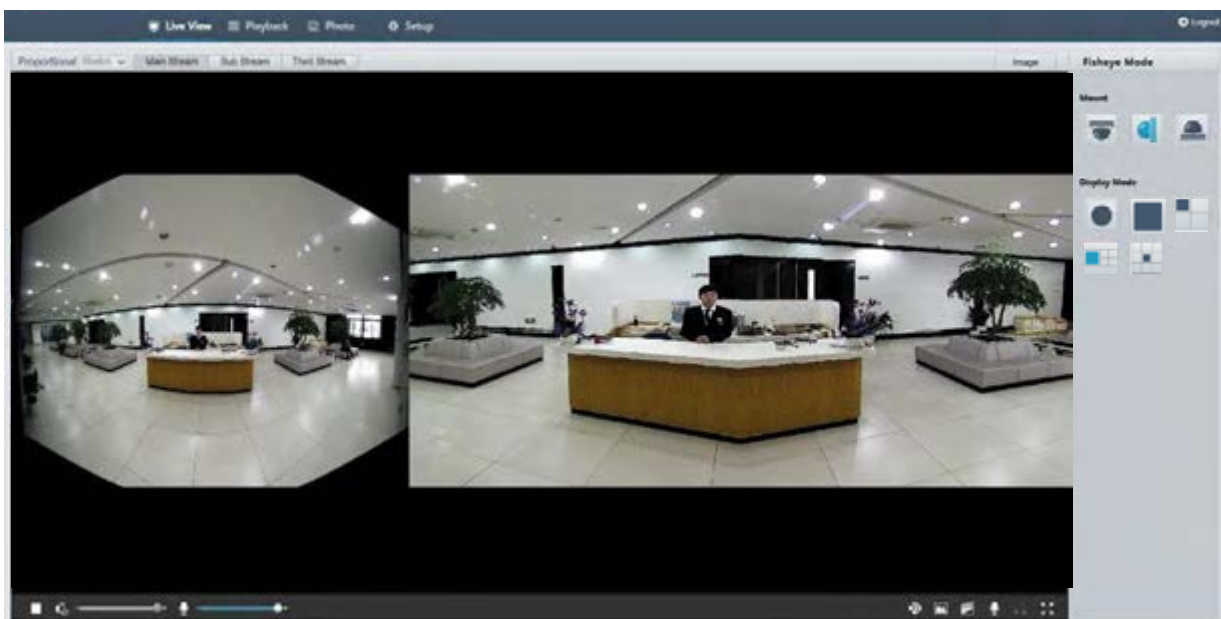 Live View Playback Photo Setup Logout
Proportional Main Stream Sub Stream Third Stream Image Fisheye Mode
Mount
Display Mode